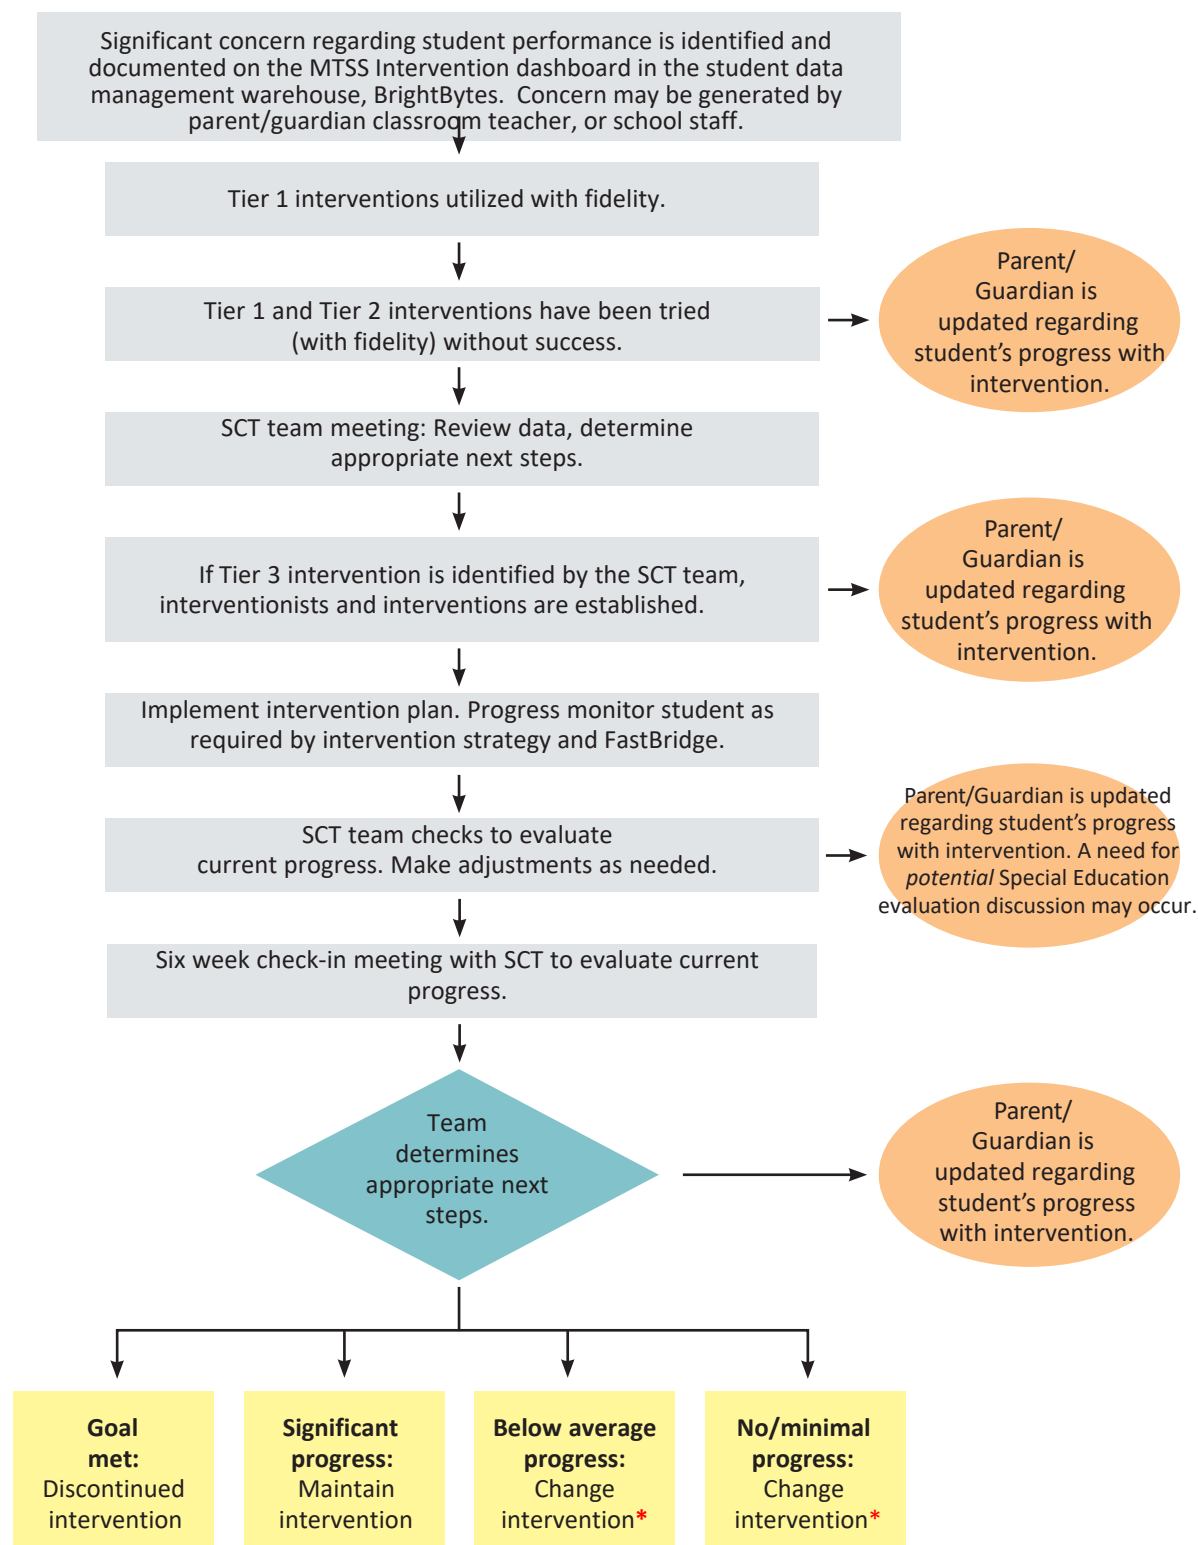 Significant concern regarding student performance is identified and
documented on the MTSS Intervention dashboard in the student data
management warehouse, BrightBytes.  Concern may be generated by
parent/guardian classroom teacher, or school staff.
Tier 1 interventions utilized with fidelity.
Tier 1 and Tier 2 interventions have been tried
(with fidelity) without success.
Parent/
Guardian is
updated regarding
student’s progress with
intervention.
SCT team meeting: Review data, determine
appropriate next steps.
If Tier 3 intervention is identified by the SCT team,
interventionists and interventions are established.
Parent/
Guardian is
updated regarding
student’s progress with
intervention.
Implement intervention plan. Progress monitor student as
required by intervention strategy and FastBridge.
SCT team checks to evaluate
current progress. Make adjustments as needed.
Parent/Guardian is updated
regarding student’s progress
with intervention. A need for
potential Special Education
evaluation discussion may occur.
Six week check-in meeting with SCT to evaluate current
progress.
Team
determines
appropriate next
steps.
Parent/
Guardian is
updated regarding
student’s progress
with intervention.
Goal
met:
Discontinued
intervention
Significant
progress:
Maintain
intervention
Below average
progress:
Change
intervention*
No/minimal
progress:
Change
intervention*